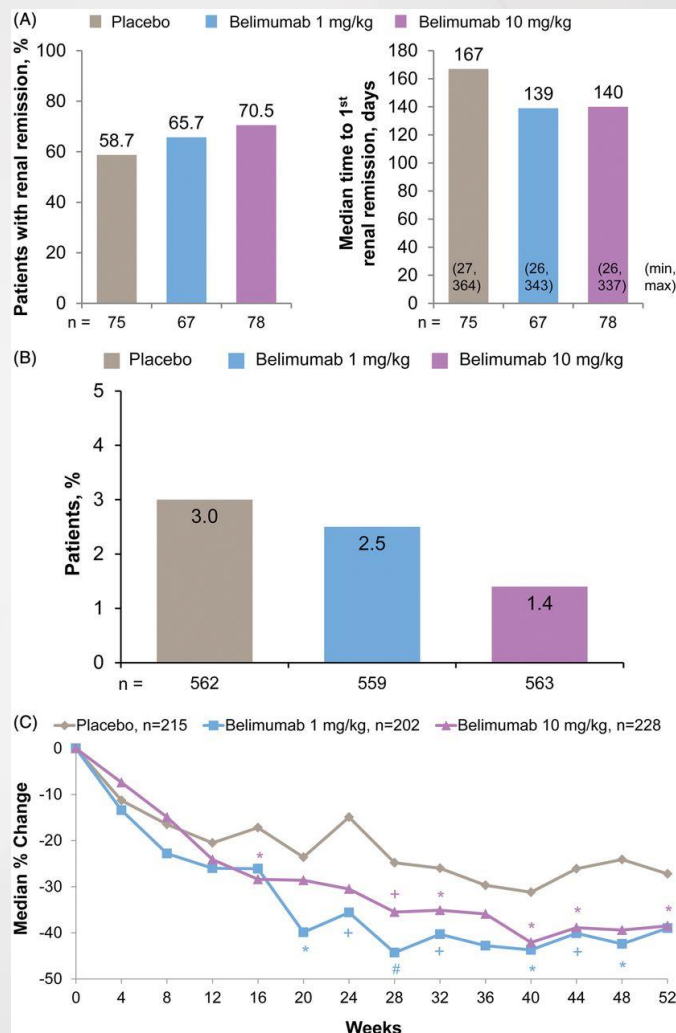 (A)
Placebo Belimumab 1 mg/kg Belimumab 10 mg/kg
Patients with renal remission, %
100
80
60
40
20
0
58.7
65.7
70.5
n = 75 67 78
Median time to 1st
renal remission, days
180
160
140
120
100
80
60
40
20
0
167
139
140
(27,
364)
(26,
343)
(26,
337)
(min,
max)
n = 75 67 78
(B)
Placebo Belimumab 1 mg/kg Belimumab 10 mg/kg
Patients, %
5
4
3
2
1
0
3.0
2.5
1.4
n = 562 559 563
(C)
Placebo, n=215 Belimumab 1 mg/kg, n=202 Belimumab 10 mg/kg, n=228
Median % Change
0
-10
-20
-30
-40
-50
* + *
* * *
* + # + * + *
0 4 8 12 16 20 24 28 32 36 40 44 48 52
Weeks